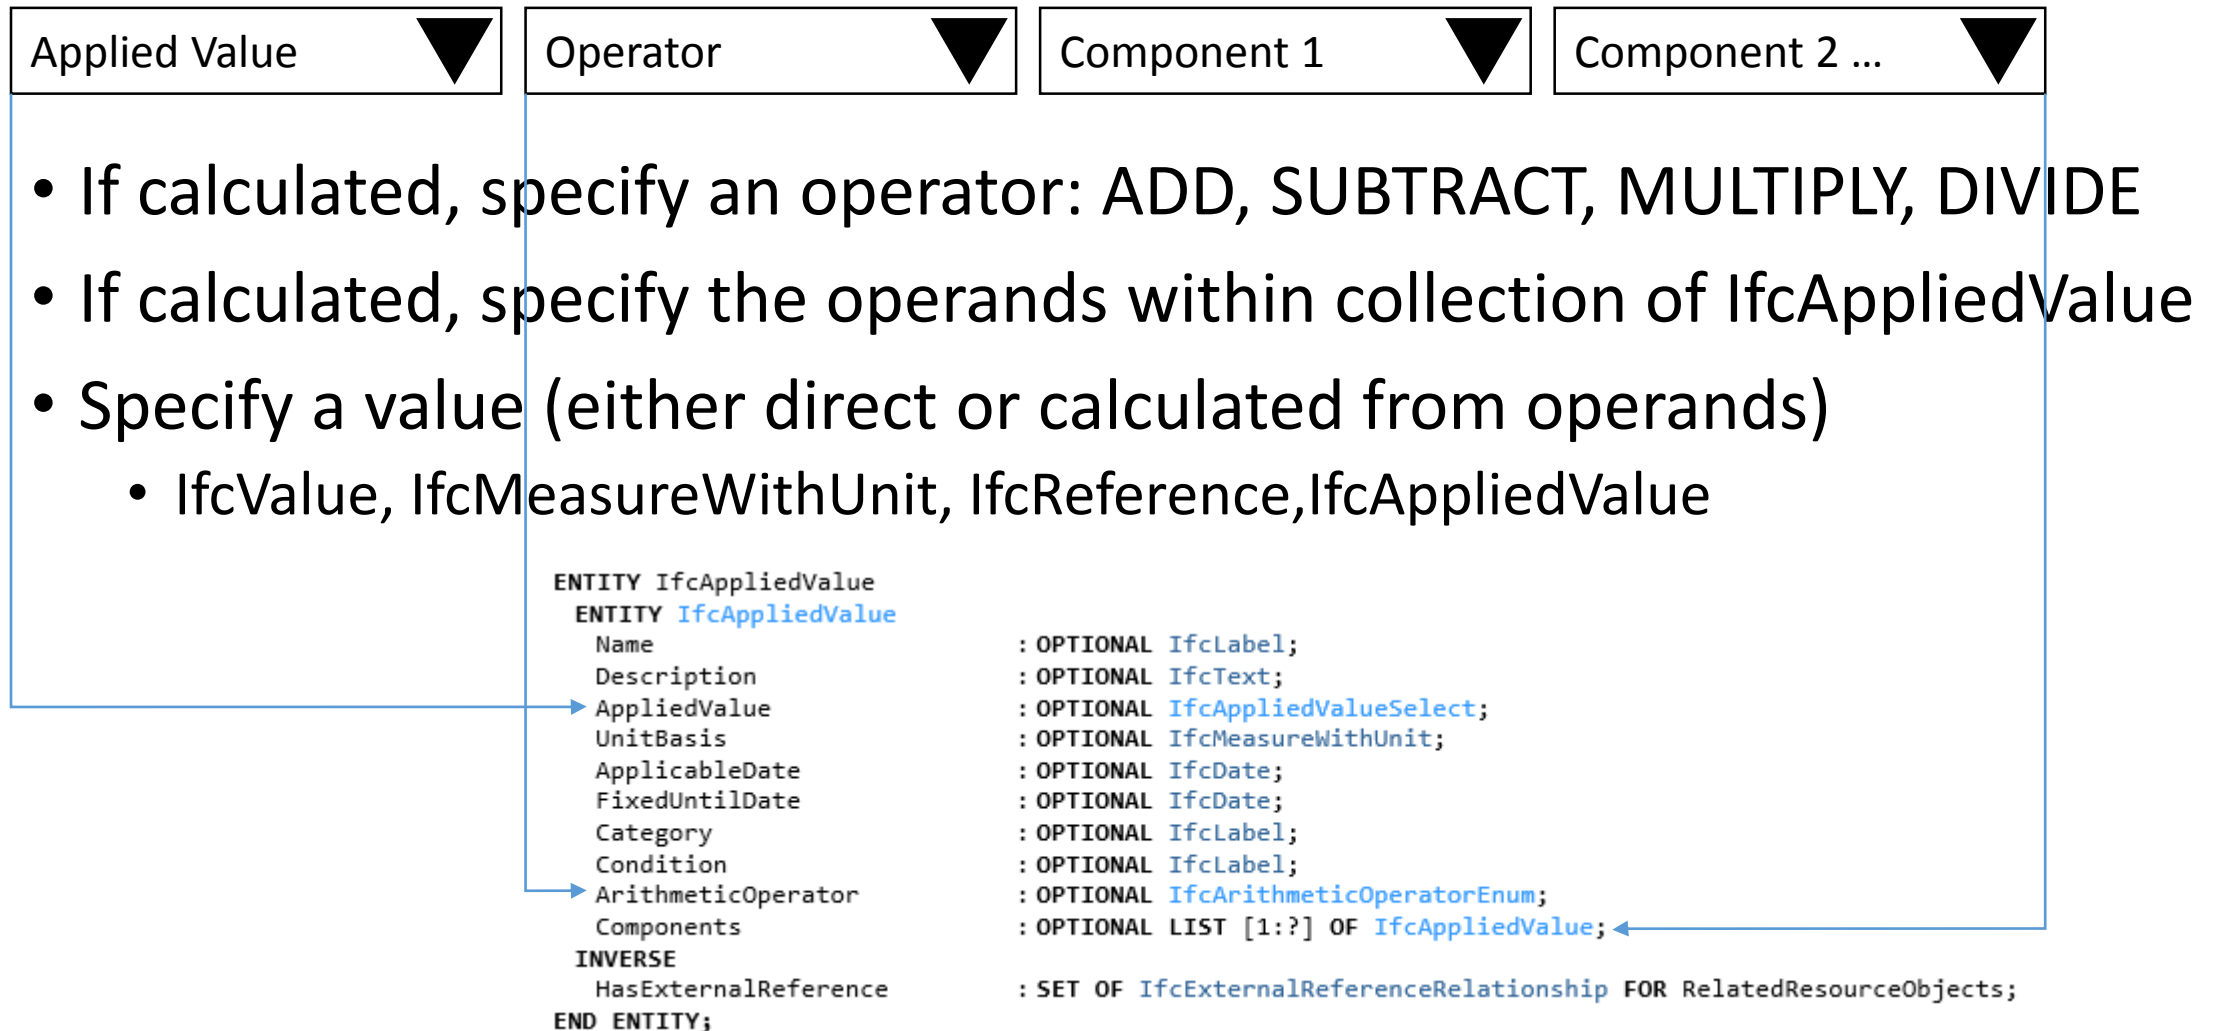 Applied Value
Operator
Component 1
Component 2 ...
• If calculated, specify an operator: ADD, SUBTRACT, MULTIPLY, DIVIDE
• If calculated, specify the operands within collection of IfcAppliedValue
• Specify a value (either direct or calculated from operands)
• IfcValue, IfcMeasureWithUnit, IfcReference,IfcAppliedValue
ENTITY IfcAppliedValue
ENTITY IfcAppliedValue
Name : OPTIONAL IfcLabel;
Description : OPTIONAL IfcText;
AppliedValue : OPTIONAL IfcAppliedValueSelect;
UnitBasis : OPTIONAL IfcMeasureWithUnit;
ApplicableDate : OPTIONAL IfcDate;
FixedUntilDate : OPTIONAL IfcDate;
Category : OPTIONAL IfcLabel;
Condition : OPTIONAL IfcLabel;
ArithmeticOperator : OPTIONAL IfcArithmeticOperatorEnum;
Components : OPTIONAL LIST [1:?] OF IfcAppliedValue;
INVERSE
HasExternalReference : SET OF IfcExternalReferenceRelationship FOR RelatedResourceObjects;
END ENTITY;